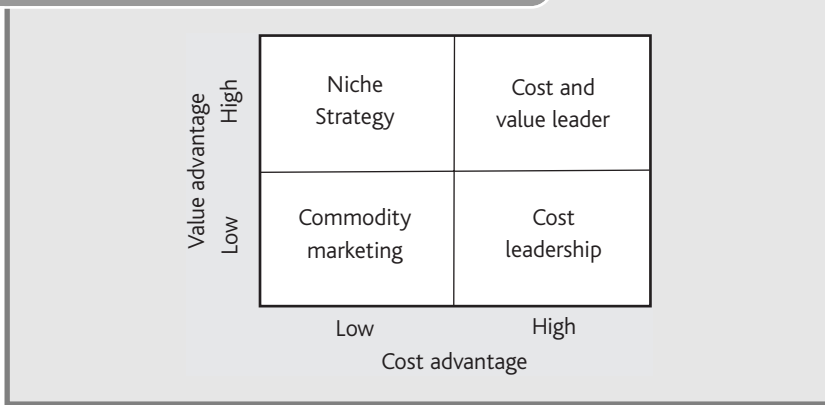 Value advantage
High
Low
Niche
Strategy
Cost and
value leader
Commodity
marketing
Cost
leadership
Low
High
Cost advantage